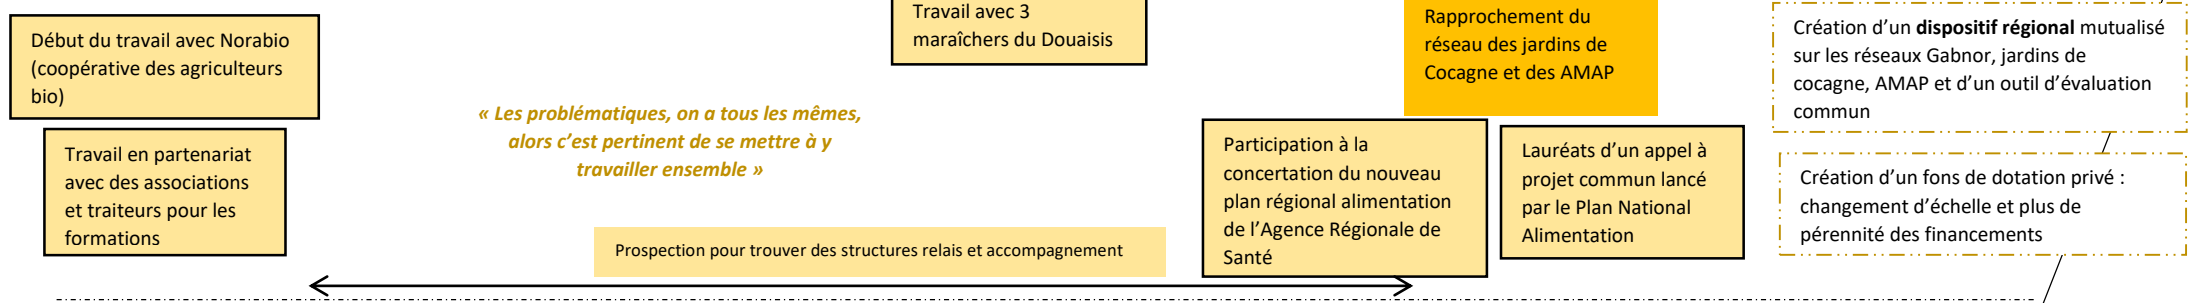 Début du travail avec Norabio
(coopérative des agriculteurs
bio)
Travail en partenariat
avec des associations
et traiteurs pour les
formations
« Les problématiques, on a tous les mêmes,
alors c’est pertinent de se mettre à y
travailler ensemble »
Travail avec 3
maraîchers du Douaisis
Prospection pour trouver des structures relais et accompagnement
Rapprochement du
réseau des jardins de
Cocagne et des AMAP
Participation à la
concertation du nouveau
plan régional alimentation
de l’Agence Régionale de
Santé
Lauréats d’un appel à
projet commun lancé
par le Plan National
Alimentation
Création d’un dispositif régional mutualisé
sur les réseaux Gabnor, jardins de
cocagne, AMAP et d’un outil d’évaluation
commun
Création d’un fons de dotation privé :
changement d’échelle et plus de
pérennité des financements